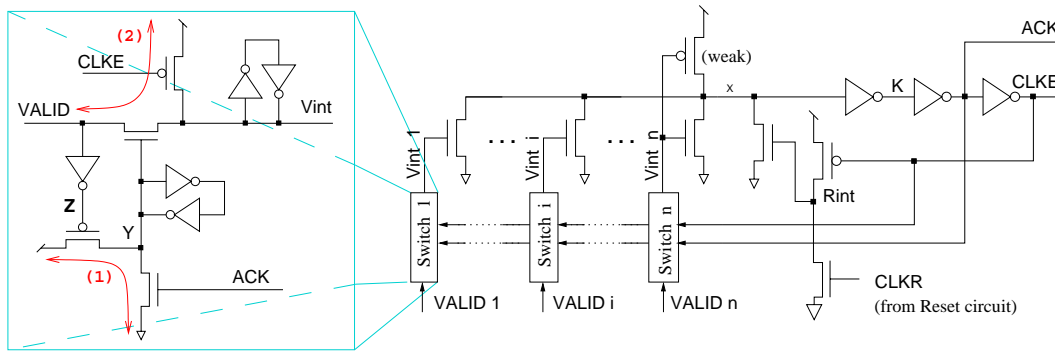 (2)
CLKE
VALID
Vint
Z
Y
(1)
ACK
Vint 1
Vint i
Vint n
(weak)
x
K
ACK
CLKE
Rint
Switch 1
Switch i
Switch n
VALID 1
VALID i
VALID n
CLKR
(from Reset circuit)